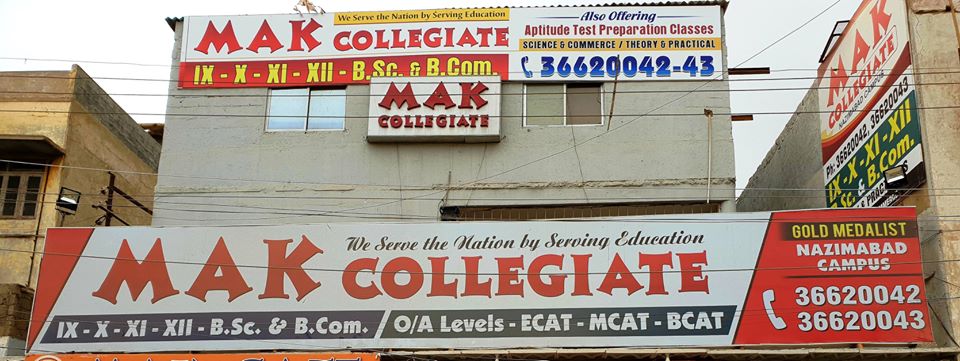 We Serve the Nation by Serving Education
MAK COLLEGIATE
IX - X - XI - XII - B.Sc. & B.Com.
Also Offering
Aptitude Test Preparation Classes
SCIENCE & COMMERCE / THEORY & PRACTICAL
36620042-43
MAK
COLLEGIATE
MAK
COLLEGIATE
NAZIMABAD CAMPUS
Ph: 36620042, 36620043
IX - X - XI - XII
B.Sc. & B.Com.
We Serve the Nation by Serving Education
MAK COLLEGIATE
IX - X - XI - XII - B.Sc. & B.Com. / O/A Levels - ECAT - MCAT - BCAT
GOLD MEDALIST
NAZIMABAD
CAMPUS
36620042
36620043